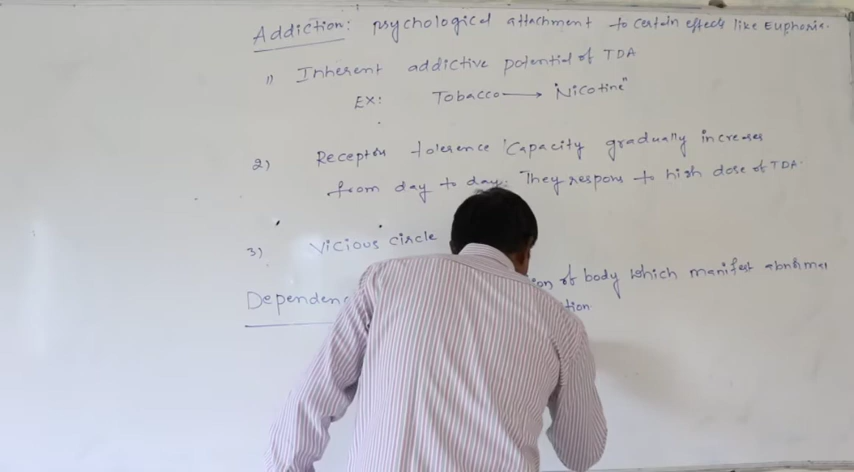 Addiction: psychological attachment to certain effects like Euphoria.
1) Inherent addictive potential of TDA
EX: Tobacco → Nicotine"
2) Receptor tolerence Capacity gradually increases
from day to day. They respons to high dose of TDA.
3) Vicious circle
Dependenc of body which manifest abnormal